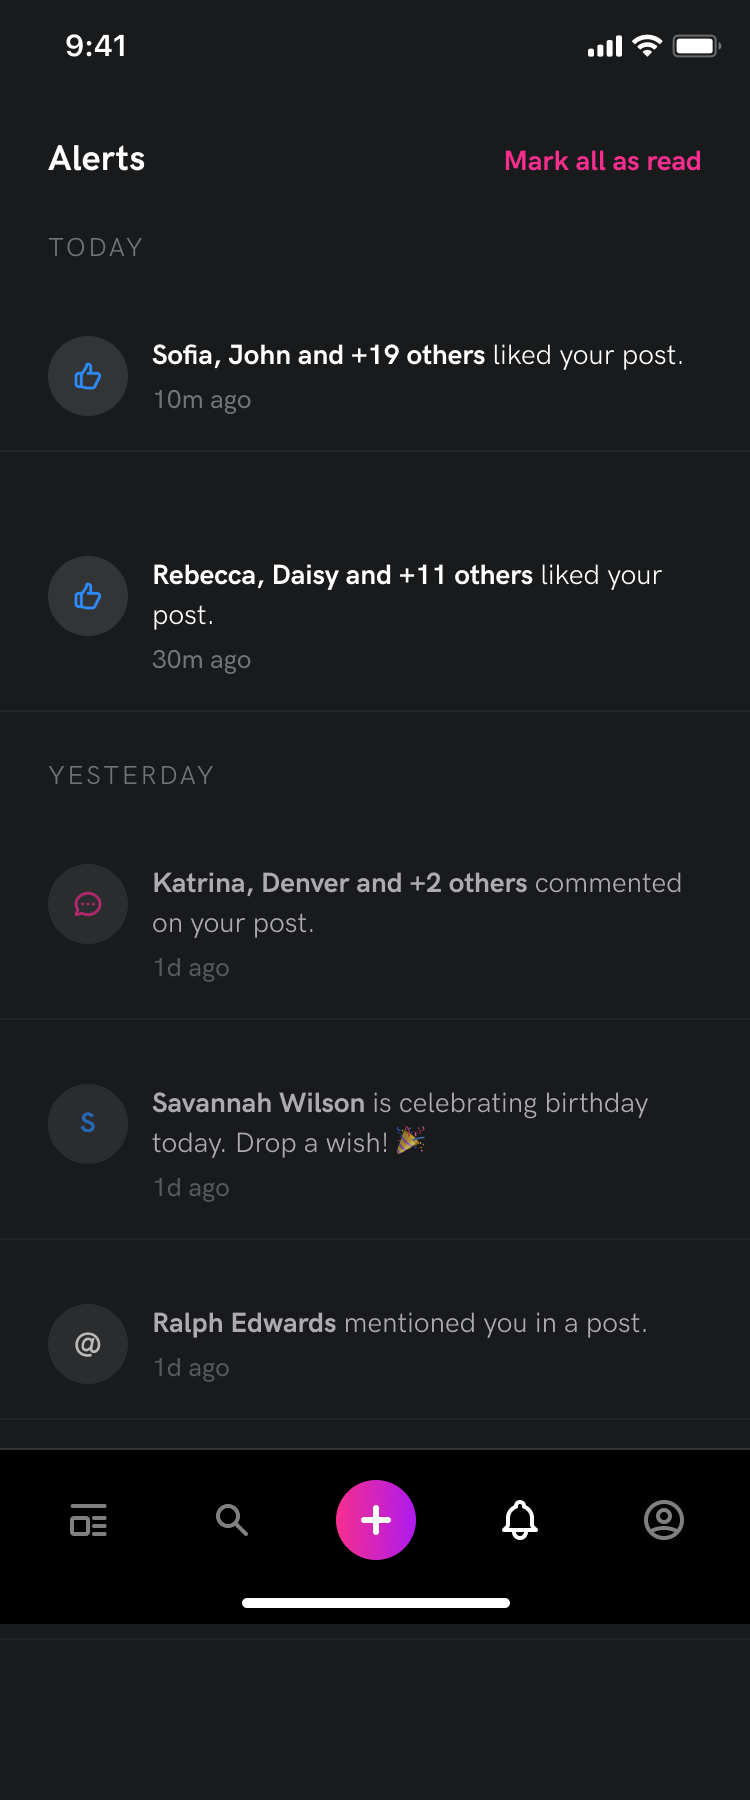 9:41
Alerts
Mark all as read
TODAY
Sofia, John and +19 others liked your post.
10m ago
Rebecca, Daisy and +11 others liked your
post.
30m ago
YESTERDAY
Katrina, Denver and +2 others commented
on your post.
1d ago
S
Savannah Wilson is celebrating birthday
today. Drop a wish! 🎉
1d ago
@
Ralph Edwards mentioned you in a post.
1d ago